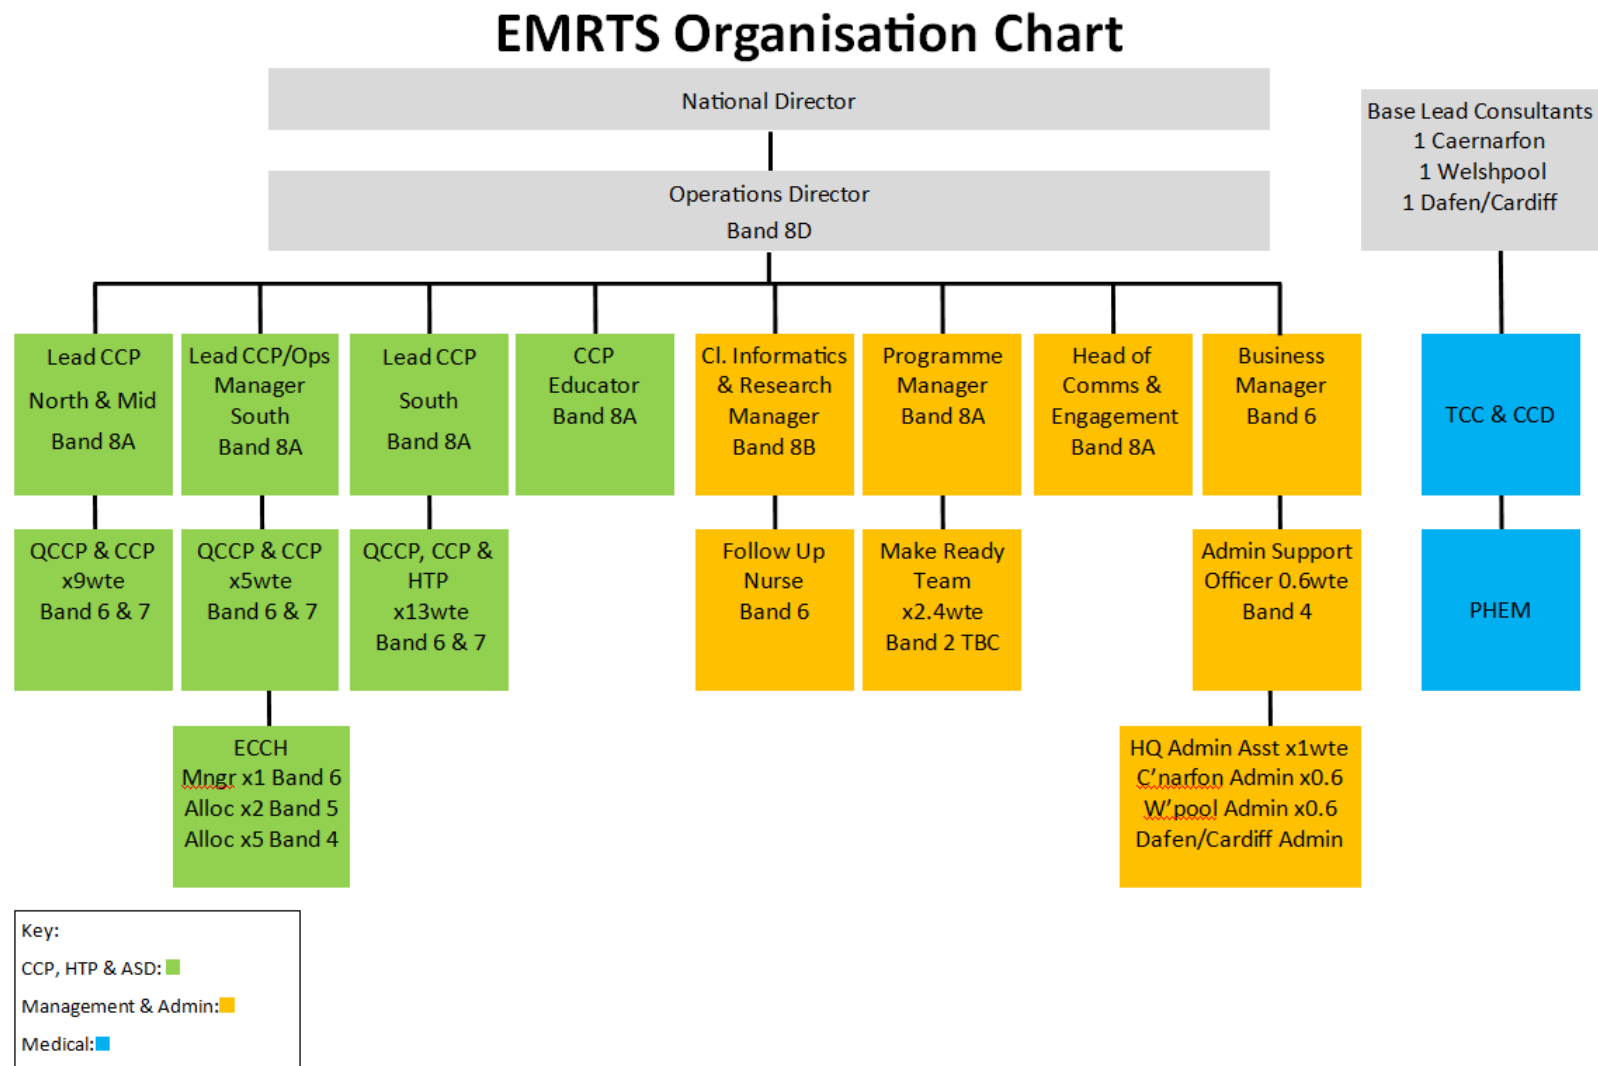 EMRTS Organisation Chart
National Director
Operations Director
Band 8D
Base Lead Consultants
1 Caernarfon
1 Welshpool
1 Dafen/Cardiff
Lead CCP
North & Mid
Band 8A
Lead CCP/Ops
Manager
South
Band 8A
Lead CCP
South
Band 8A
CCP
Educator
Band 8A
Cl. Informatics
& Research
Manager
Band 8B
Programme
Manager
Band 8A
Head of
Comms &
Engagement
Band 8A
Business
Manager
Band 6
TCC & CCD
QCCP & CCP
x9wte
Band 6 & 7
QCCP & CCP
x5wte
Band 6 & 7
QCCP, CCP &
HTP
x13wte
Band 6 & 7
Follow Up
Nurse
Band 6
Make Ready
Team
x2.4wte
Band 2 TBC
Admin Support
Officer 0.6wte
Band 4
PHEM
ECCH
Mngr x1 Band 6
Alloc x2 Band 5
Alloc x5 Band 4
HQ Admin Asst x1wte
C’narfon Admin x0.6
W’pool Admin x0.6
Dafen/Cardiff Admin
Key:
CCP, HTP & ASD:
Management & Admin:
Medical: